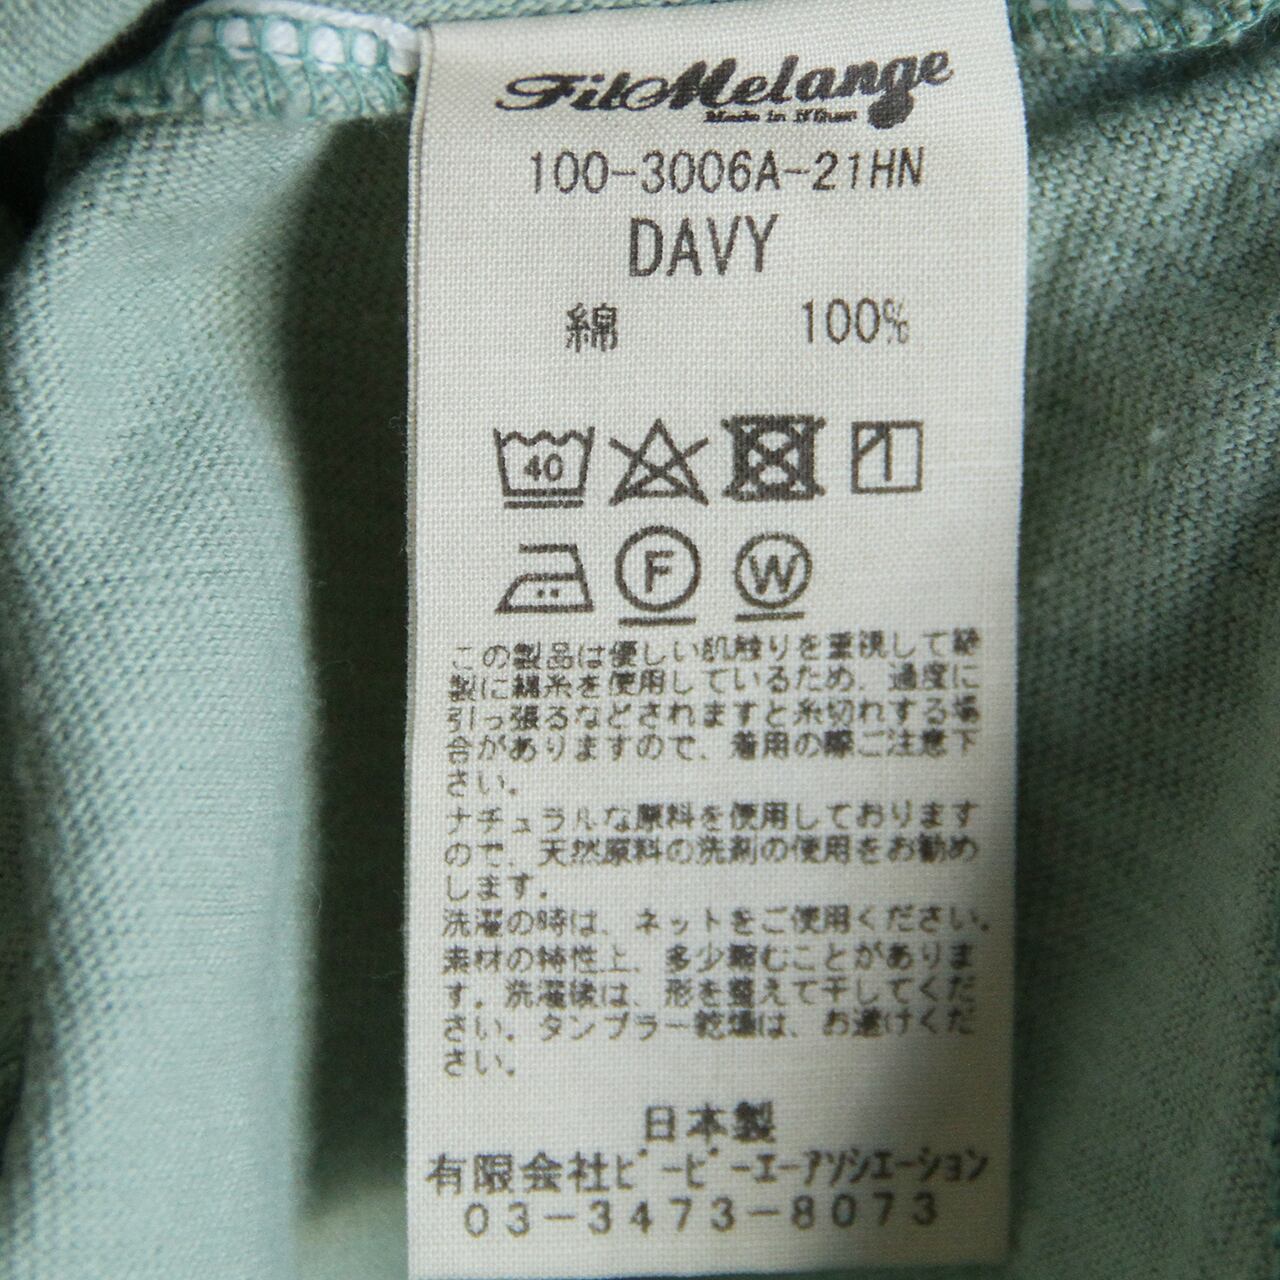 FilMelange
Made in
100-3006A-21HN
DAVY
綿 100%
40
F
W
この製品は優しい肌触りを重視して縫
製に綿糸を使用しているため、過度に
引っ張るなどされますと糸切れする場
合がありますので、着用の際ご注意下
さい。
ナチュラルな原料を使用しております
ので、天然原料の洗剤の使用をお勧め
します。
洗濯の時は、ネットをご使用ください。
素材の特性上、多少縮むことがありま
す。洗濯後は、形を整えて干してくだ
さい。タンブラー乾燥は、お避けくだ
さい。
日本製
有限会社ビーピーエーアソシエーション
03-3473-8073